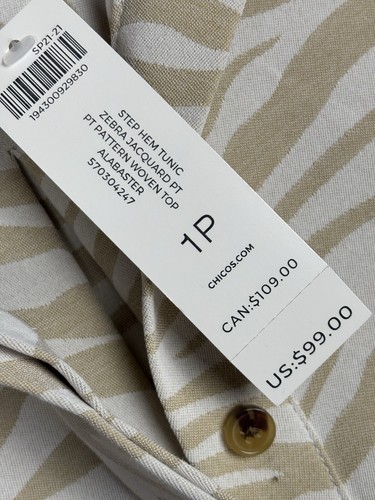 SP21-21
194300929830
STEP HEM TUNIC
ZEBRA JACQUARD PT
PT PATTERN WOVEN TOP
ALABASTER
570304247
1P
CHICOS.COM
CAN:$109.00
US:$99.00